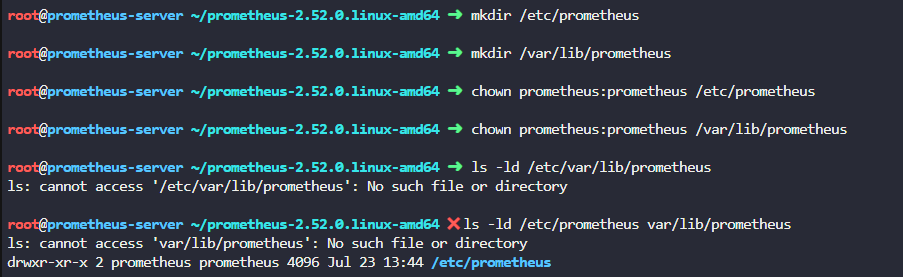 root@prometheus-server ~/prometheus-2.52.0.linux-amd64 ➜ mkdir /etc/prometheus
root@prometheus-server ~/prometheus-2.52.0.linux-amd64 ➜ mkdir /var/lib/prometheus
root@prometheus-server ~/prometheus-2.52.0.linux-amd64 ➜ chown prometheus:prometheus /etc/prometheus
root@prometheus-server ~/prometheus-2.52.0.linux-amd64 ➜ chown prometheus:prometheus /var/lib/prometheus
root@prometheus-server ~/prometheus-2.52.0.linux-amd64 ➜ ls -ld /etc/var/lib/prometheus
ls: cannot access '/etc/var/lib/prometheus': No such file or directory
root@prometheus-server ~/prometheus-2.52.0.linux-amd64 ❌ls -ld /etc/prometheus var/lib/prometheus
ls: cannot access 'var/lib/prometheus': No such file or directory
drwxr-xr-x 2 prometheus prometheus 4096 Jul 23 13:44 /etc/prometheus